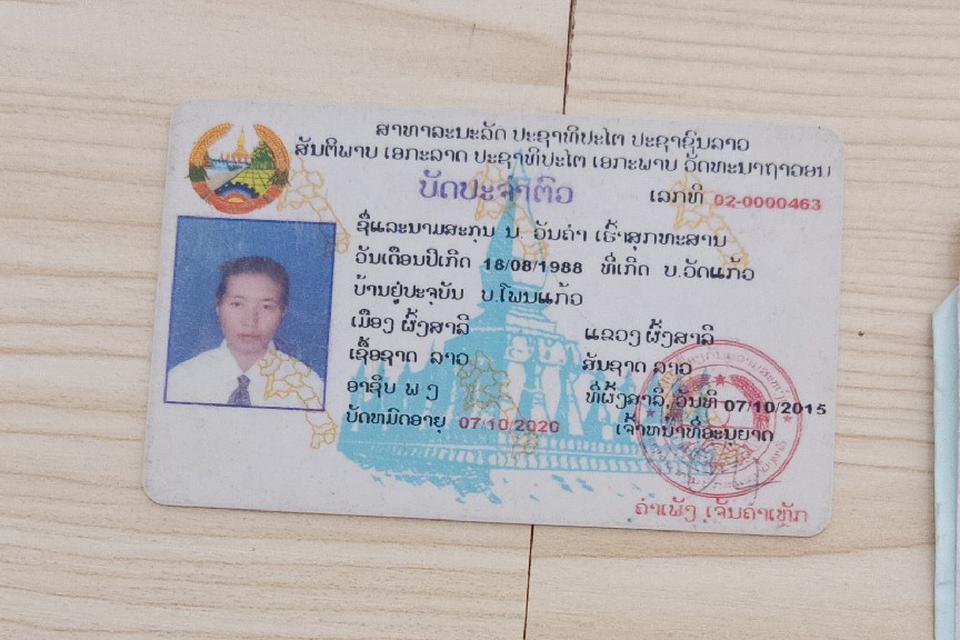 ສາທາລະນະລັດ ປະຊາທິປະໄຕ ປະຊາຊົນລາວ
ສັນຕິພາບ ເອກະລາດ ປະຊາທິປະໄຕ ເອກະພາບ ວັດທະນາຖາວອນ
ບັດປະຈຳຕົວ
ເລກທີ 02-0000463
ຊື່ແລະນາມສະກຸນ ນ. ວັນຄຳ ເຮົ້າສຸກທະສານ
ວັນເດືອນປີເກີດ 18/08/1988 ທີ່ເກີດ ບ.ວັດແກ້ວ
ບ້ານຢູ່ປະຈຸບັນ ບ.ໂພນແກ້ວ
ເມືອງ ຜົ້ງສາລີ ແຂວງ ຜົ້ງສາລີ
ເຊື້ອຊາດ ລາວ ສັນຊາດ ລາວ
ອາຊີບ ພ ງ ທີ່ຜົ້ງສາລີ, ວັນທີ 07/10/2015
ບັດຫມົດອາຍຸ 07/10/2020 ເຈົ້າຫນ້າທີ່ອະນຸຍາດ
ຄຳເພັງ ເຈັນຄຳເຫັກ